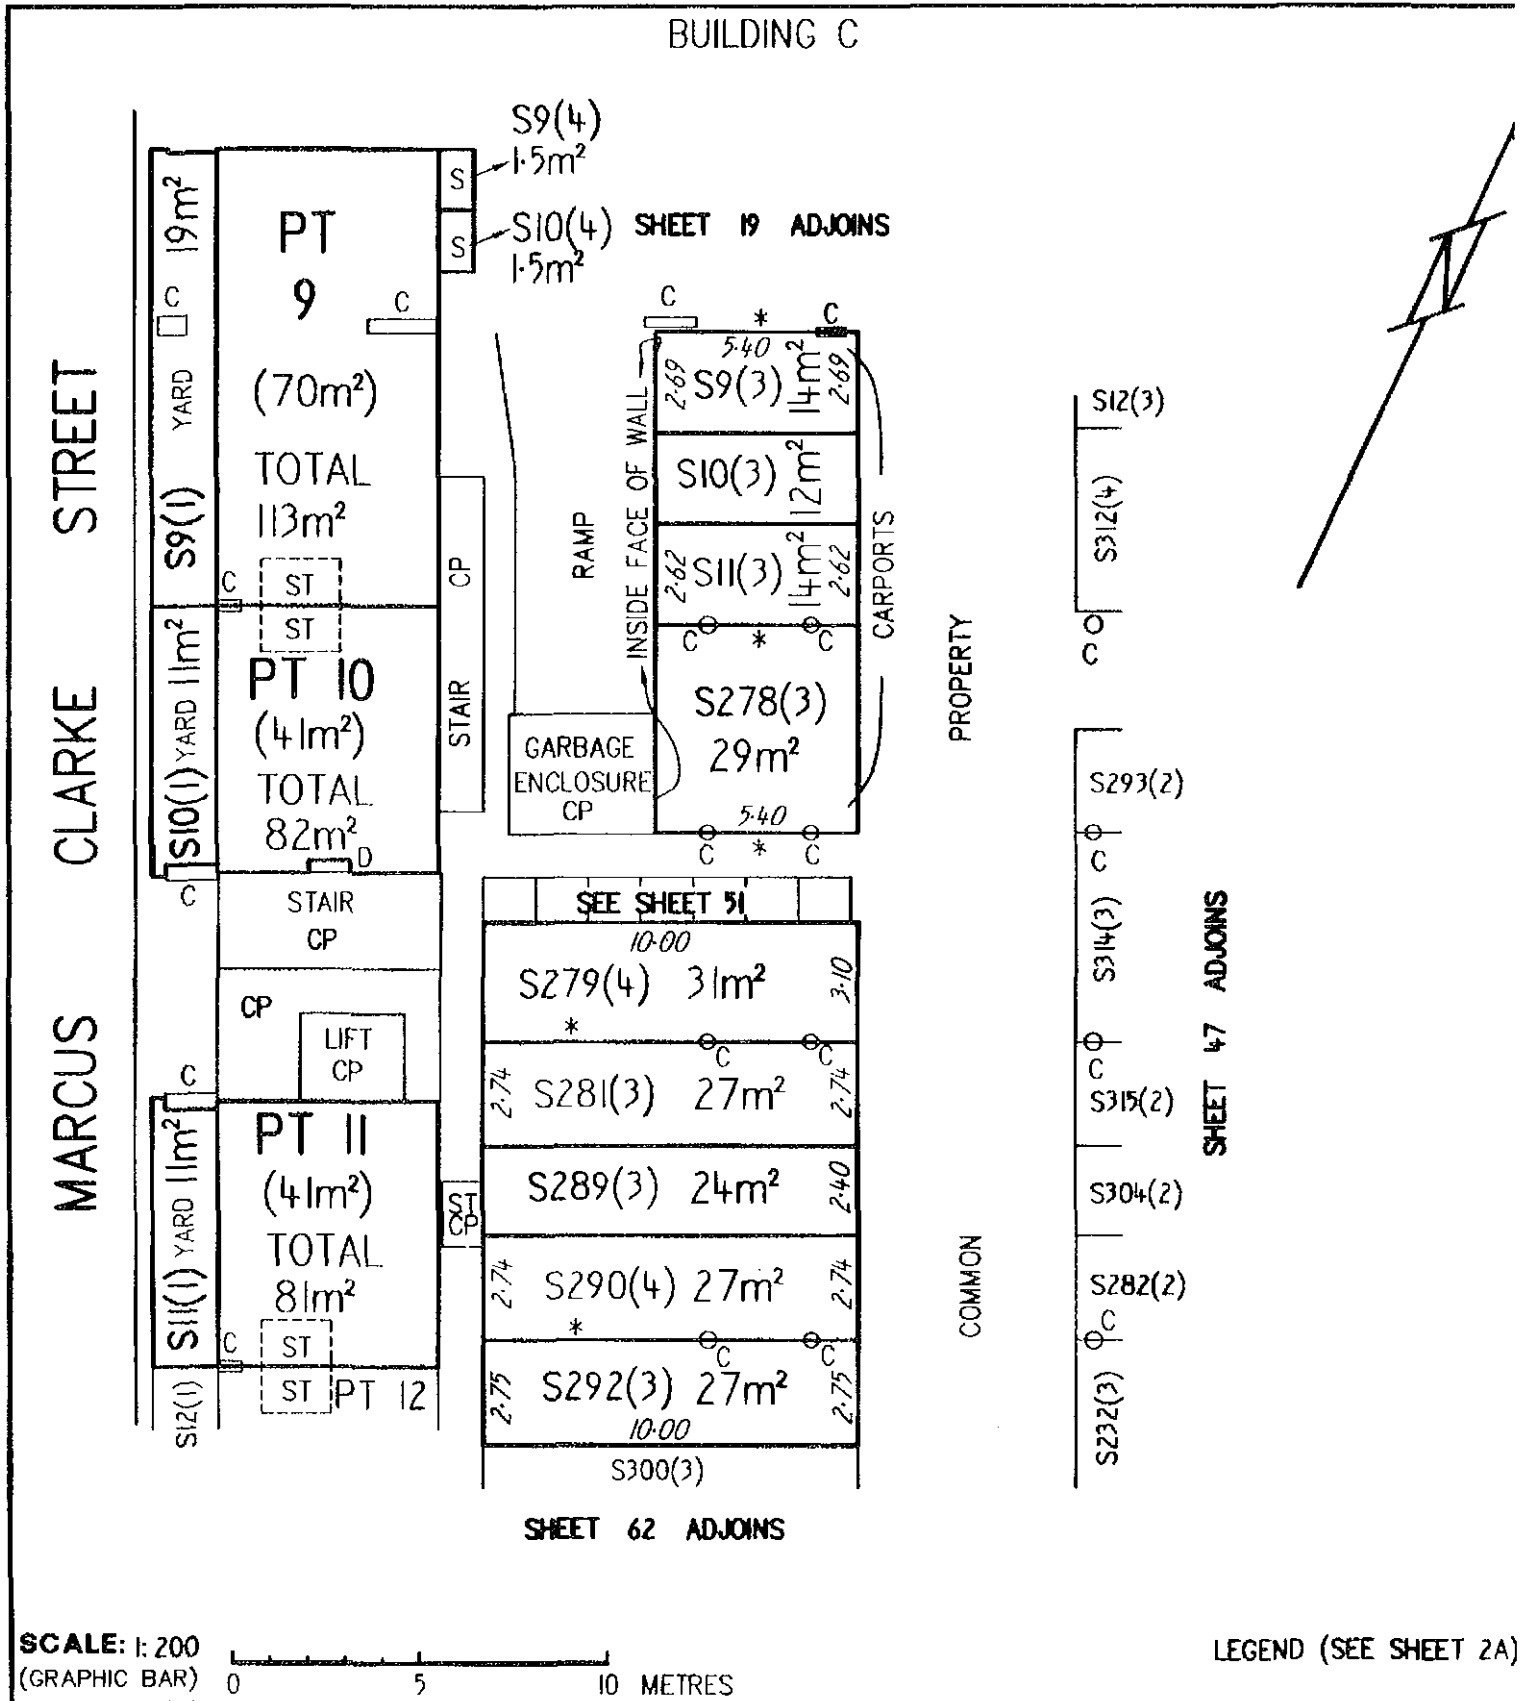 BUILDING C
MARCUS CLARKE STREET
S9(4)
1·5m²
S
S10(4)
1·5m²
S
SHEET 19 ADJOINS
S9(1) YARD 19m²
C
PT
9
(70m²)
TOTAL
113m²
C
C
ST
ST
S10(1) YARD 11m²
PT 10
(41m²)
TOTAL
82m²
D
C
STAIR CP
STAIR
CP
CP
LIFT
CP
C
S11(1) YARD 11m²
PT 11
(41m²)
TOTAL
81m²
C
ST
ST
PT 12
S12(1)
ST
CP
RAMP
INSIDE FACE OF WALL
C
*
C
5·40
2·69
S9(3) 14m²
2·69
S10(3) 12m²
2·62
S11(3) 14m²
2·62
C
*
C
S278(3)
29m²
5·40
C
*
C
CARPORTS
GARBAGE
ENCLOSURE
CP
SEE SHEET 51
10·00
S279(4) 31m²
3·10
*
C
C
2·74
S281(3) 27m²
2·74
S289(3) 24m²
2·40
2·74
S290(4) 27m²
2·74
*
C
C
2·75
S292(3) 27m²
2·75
10·00
S300(3)
SHEET 62 ADJOINS
COMMON PROPERTY
S12(3)
S312(4)
C
S293(2)
C
S314(3)
C
S315(2)
S304(2)
S282(2)
C
S232(3)
SHEET 47 ADJOINS
N
SCALE: 1:200
(GRAPHIC BAR)
0 5 10 METRES
LEGEND (SEE SHEET 2A)